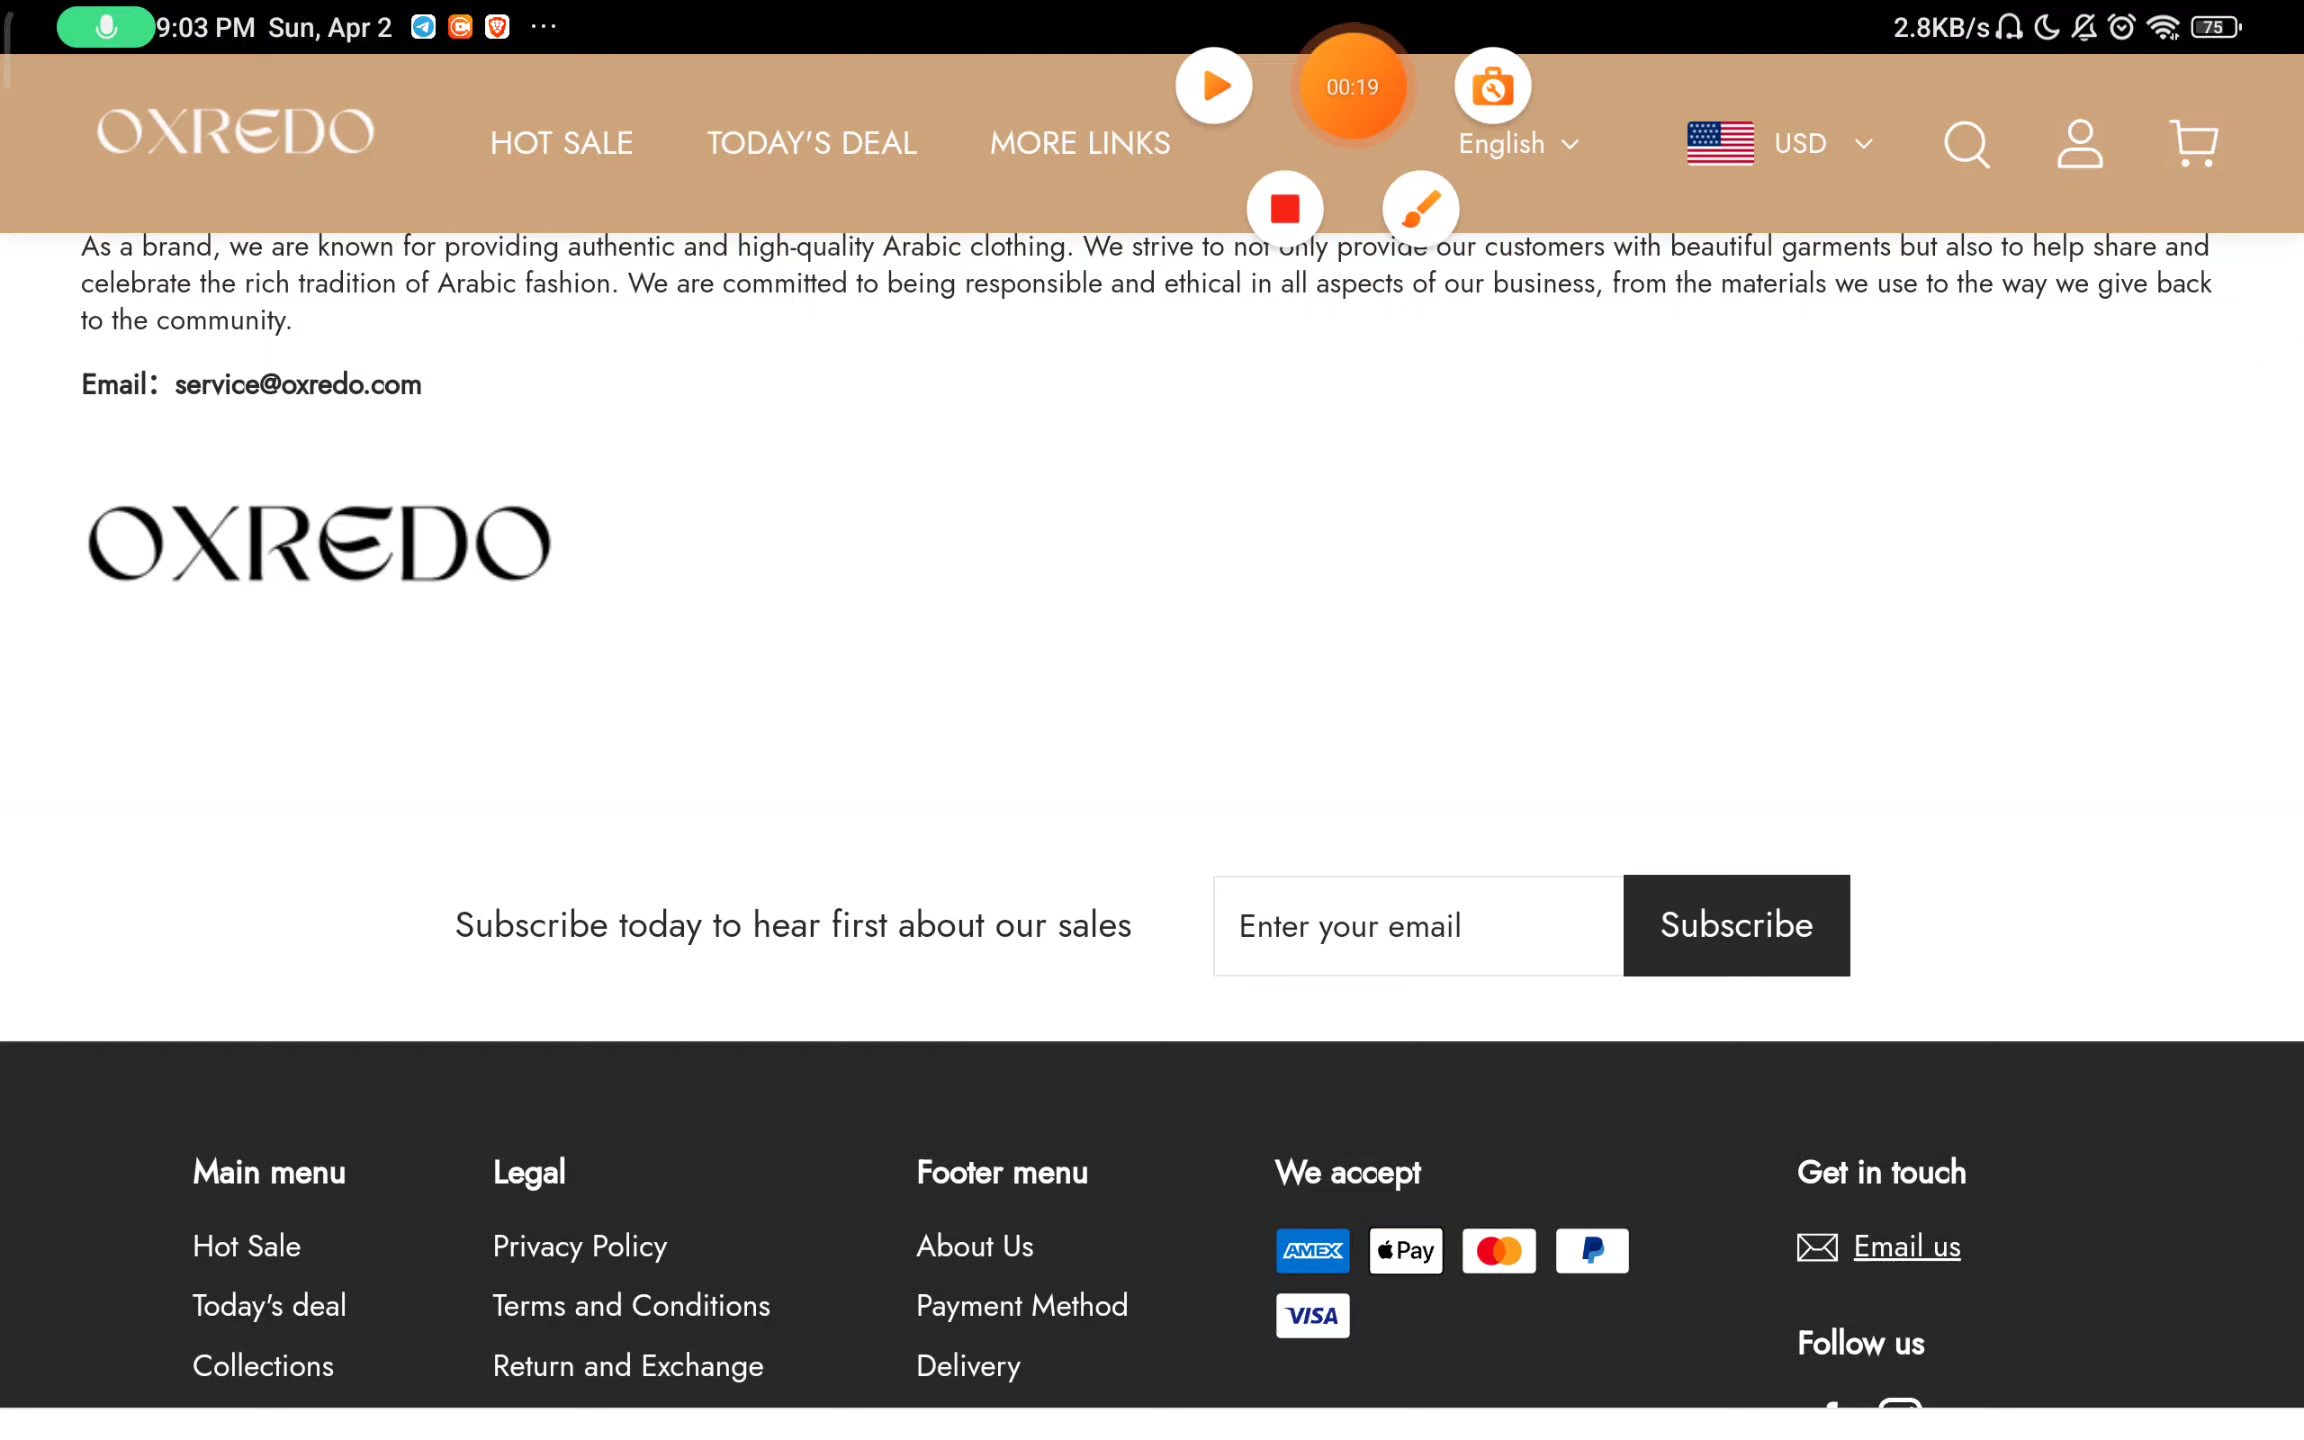 9:03 PM Sun, Apr 2
2.8KB/s
75
00:19
OXREDO
HOT SALE
TODAY'S DEAL
MORE LINKS
English
USD
As a brand, we are known for providing authentic and high-quality Arabic clothing. We strive to not only provide our customers with beautiful garments but also to help share and
celebrate the rich tradition of Arabic fashion. We are committed to being responsible and ethical in all aspects of our business, from the materials we use to the way we give back
to the community.
Email： service@oxredo.com
OXREDO
Subscribe today to hear first about our sales
Enter your email
Subscribe
Main menu
Hot Sale
Today's deal
Collections
Legal
Privacy Policy
Terms and Conditions
Return and Exchange
Footer menu
About Us
Payment Method
Delivery
We accept
AMEX
Pay
VISA
Get in touch
Email us
Follow us